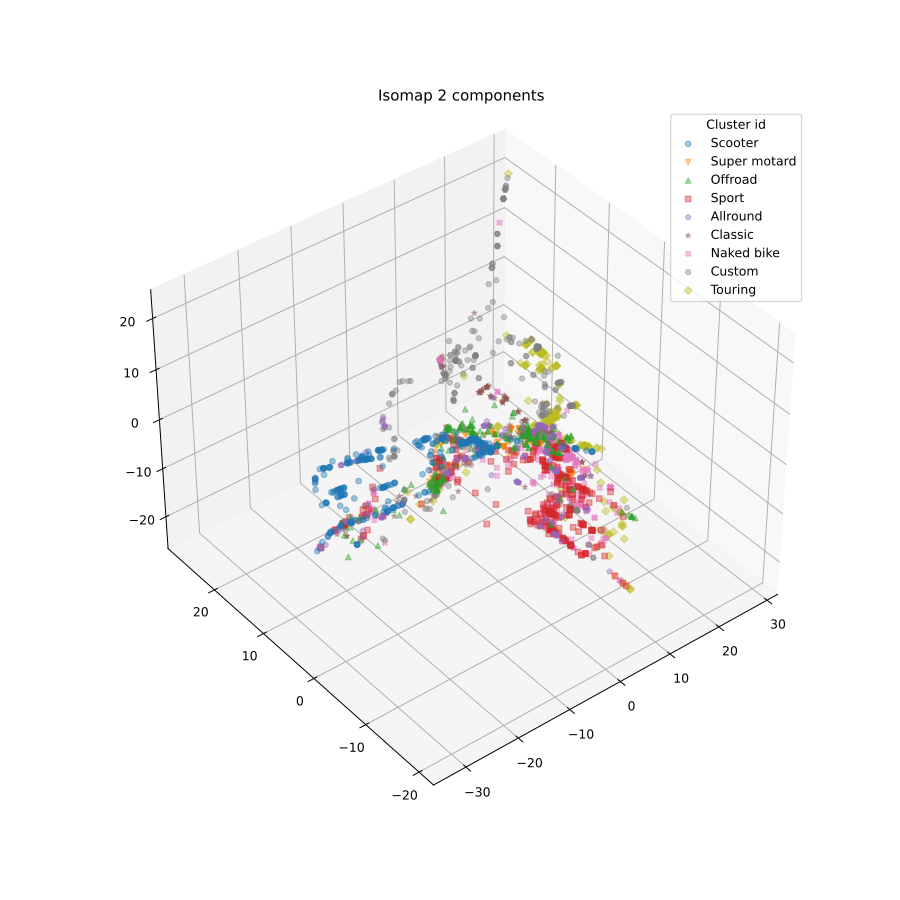 Isomap 2 components
Cluster id
Scooter
Super motard
Offroad
Sport
Allround
Classic
Naked bike
Custom
Touring
20
10
0
−10
−20
20
10
0
−10
−20
−30
−20
−10
0
10
20
30